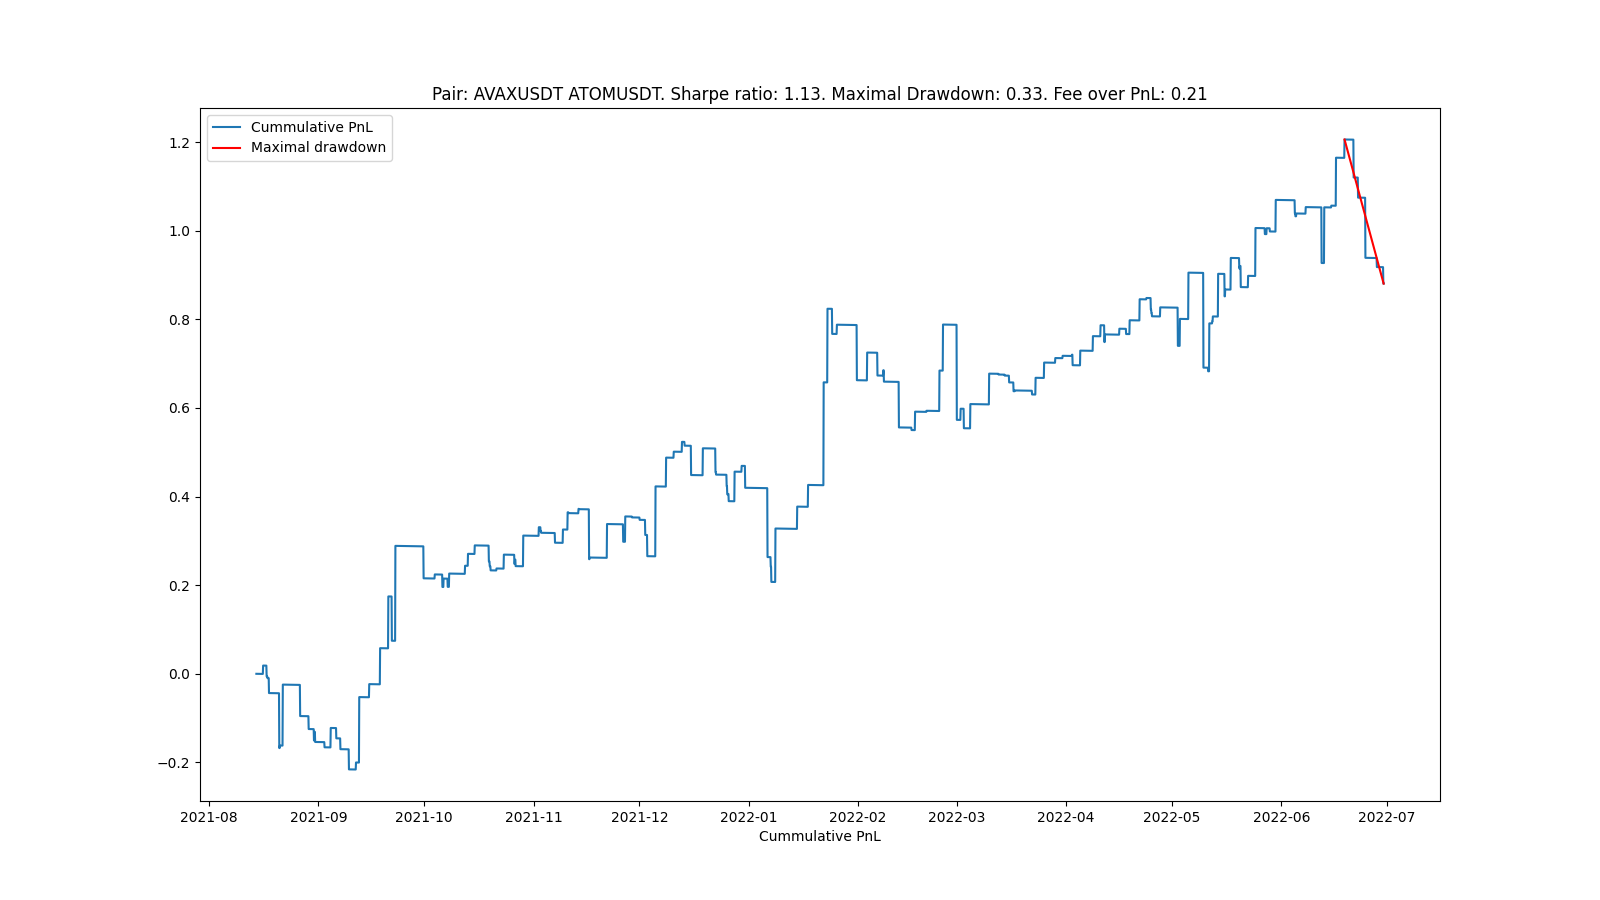 Pair: AVAXUSDT ATOMUSDT. Sharpe ratio: 1.13. Maximal Drawdown: 0.33. Fee over PnL: 0.21
Cummulative PnL
Maximal drawdown
1.2
1.0
0.8
0.6
0.4
0.2
0.0
−0.2
2021-08 2021-09 2021-10 2021-11 2021-12 2022-01 2022-02 2022-03 2022-04 2022-05 2022-06 2022-07
Cummulative PnL